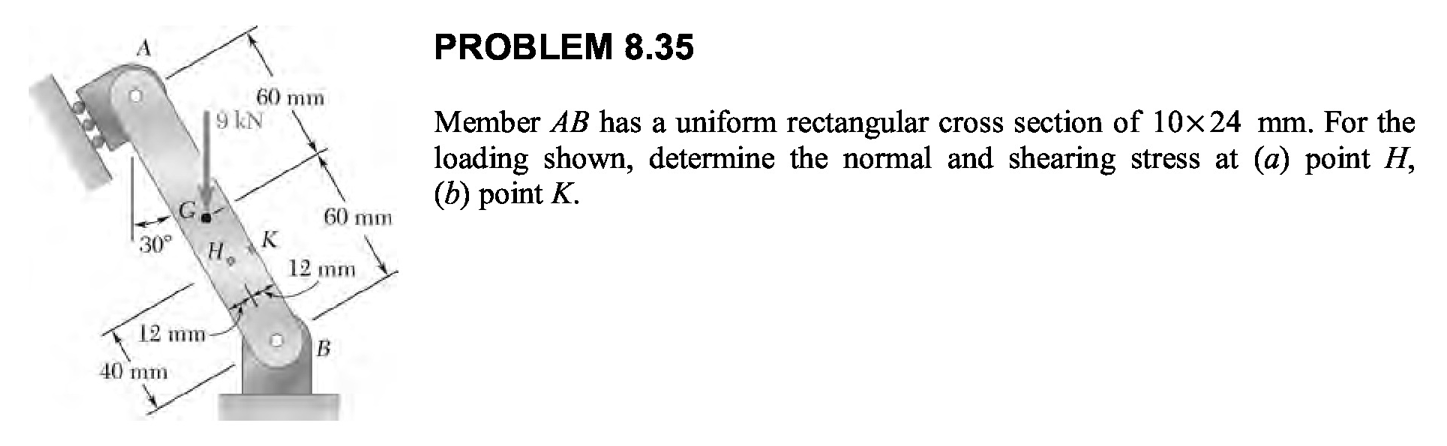 PROBLEM 8.35
Member AB has a uniform rectangular cross section of 10×24 mm. For the
loading shown, determine the normal and shearing stress at (a) point H,
(b) point K.
A
60 mm
9 kN
G
60 mm
30°
H
K
12 mm
12 mm
B
40 mm